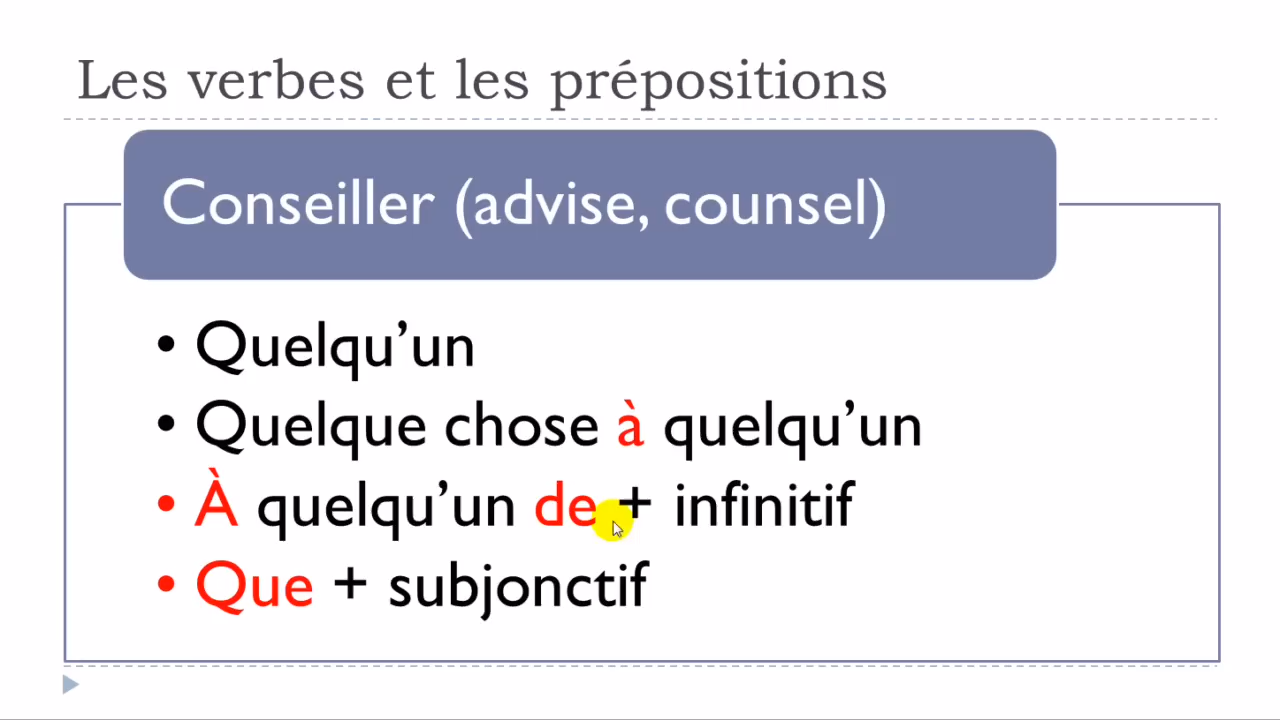 Les verbes et les prépositions
Conseiller (advise, counsel)
• Quelqu’un
• Quelque chose à quelqu’un
• À quelqu’un de + infinitif
• Que + subjonctif